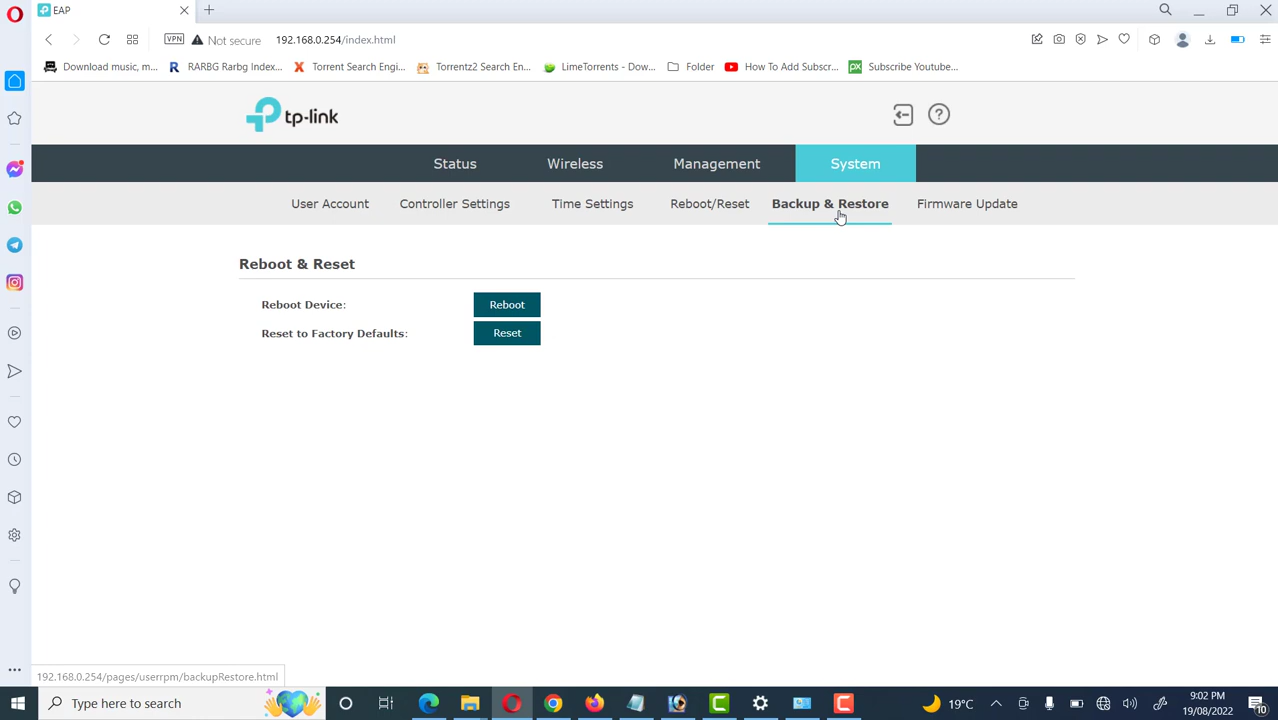 EAP
VPN Not secure 192.168.0.254/index.html
Download music, m... RARBG Rarbg Index... Torrent Search Engi... Torrentz2 Search En... LimeTorrents - Dow... Folder How To Add Subscr... Subscribe Youtube...
tp-link
Status Wireless Management System
User Account Controller Settings Time Settings Reboot/Reset Backup & Restore Firmware Update
Reboot & Reset
Reboot Device: Reboot
Reset to Factory Defaults: Reset
192.168.0.254/pages/userrpm/backupRestore.html
Type here to search 19°C 9:02 PM
19/08/2022 10